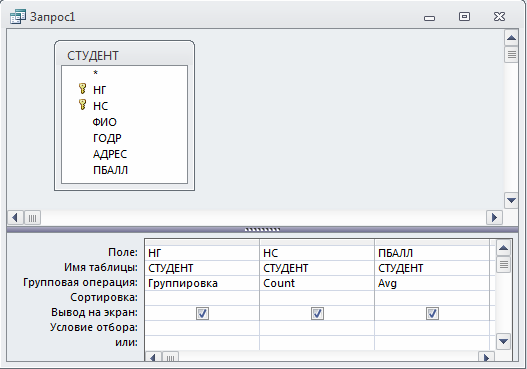 Запрос1
СТУДЕНТ
*
НГ
НС
ФИО
ГОДР
АДРЕС
ПБАЛЛ
Поле: НГ НС ПБАЛЛ
Имя таблицы: СТУДЕНТ СТУДЕНТ СТУДЕНТ
Групповая операция: Группировка Count Avg
Сортировка:
Вывод на экран:
Условие отбора:
или: